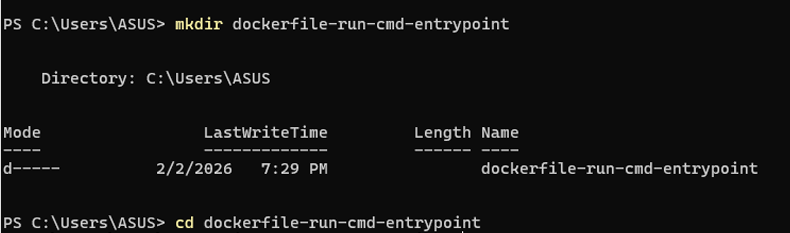 PS C:\Users\ASUS> mkdir dockerfile-run-cmd-entrypoint
Directory: C:\Users\ASUS
Mode LastWriteTime Length Name
---- ------------- ------ ----
d----- 2/2/2026 7:29 PM dockerfile-run-cmd-entrypoint
PS C:\Users\ASUS> cd dockerfile-run-cmd-entrypoint